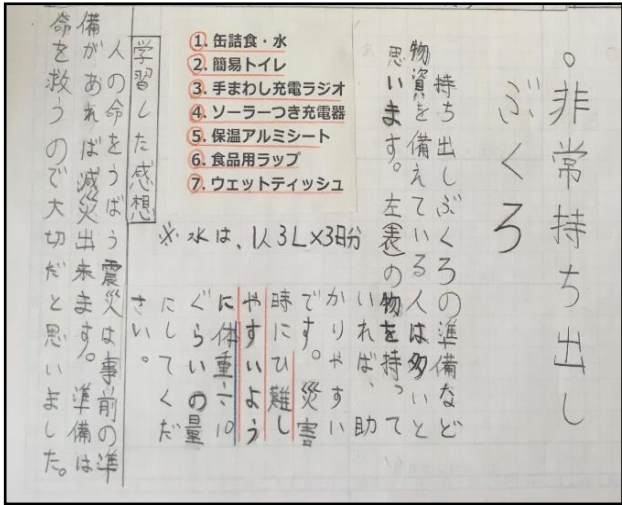 。非常持ち出し
ぶくろ
持ち出しぶくろの準備など
物資を備えている人は多いと
思います。左(表)の物を持って
いれば、助
かりやすい
です。災害
時にひ難し
やすいよう
に体重÷10
ぐらいの量
にしてくだ
さい。
1. 缶詰食・水
2. 簡易トイレ
3. 手まわし充電ラジオ
4. ソーラーつき充電器
5. 保温アルミシート
6. 食品用ラップ
7. ウェットティッシュ
※水は、1人3L×3日分
学習した感想
人の命をうばう震災は事前の準
備があれば減災出来ます。準備は
命を救うので大切だと思いました。